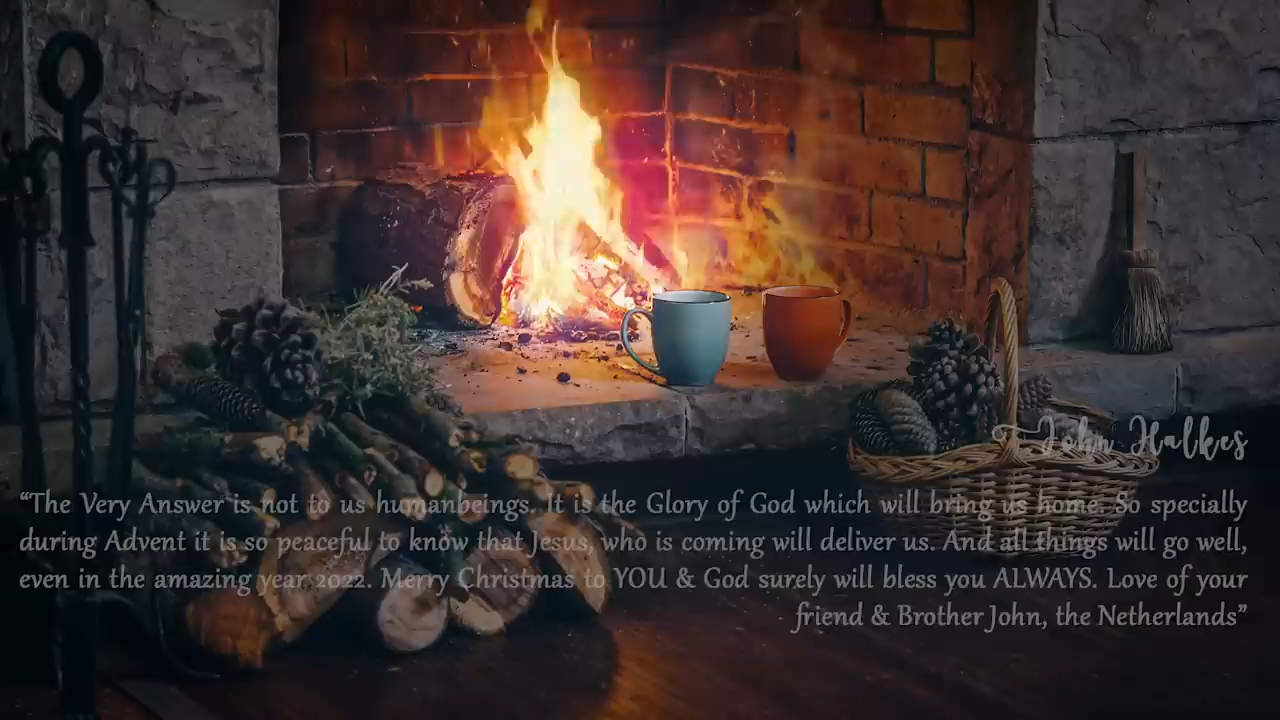 - John Halkes
“The Very Answer is not to us humanbeings. It is the Glory of God which will bring us home. So specially
during Advent it is so peaceful to know that Jesus, who is coming will deliver us. And all things will go well,
even in the amazing year 2022. Merry Christmas to YOU & God surely will bless you ALWAYS. Love of your
friend & Brother John, the Netherlands”